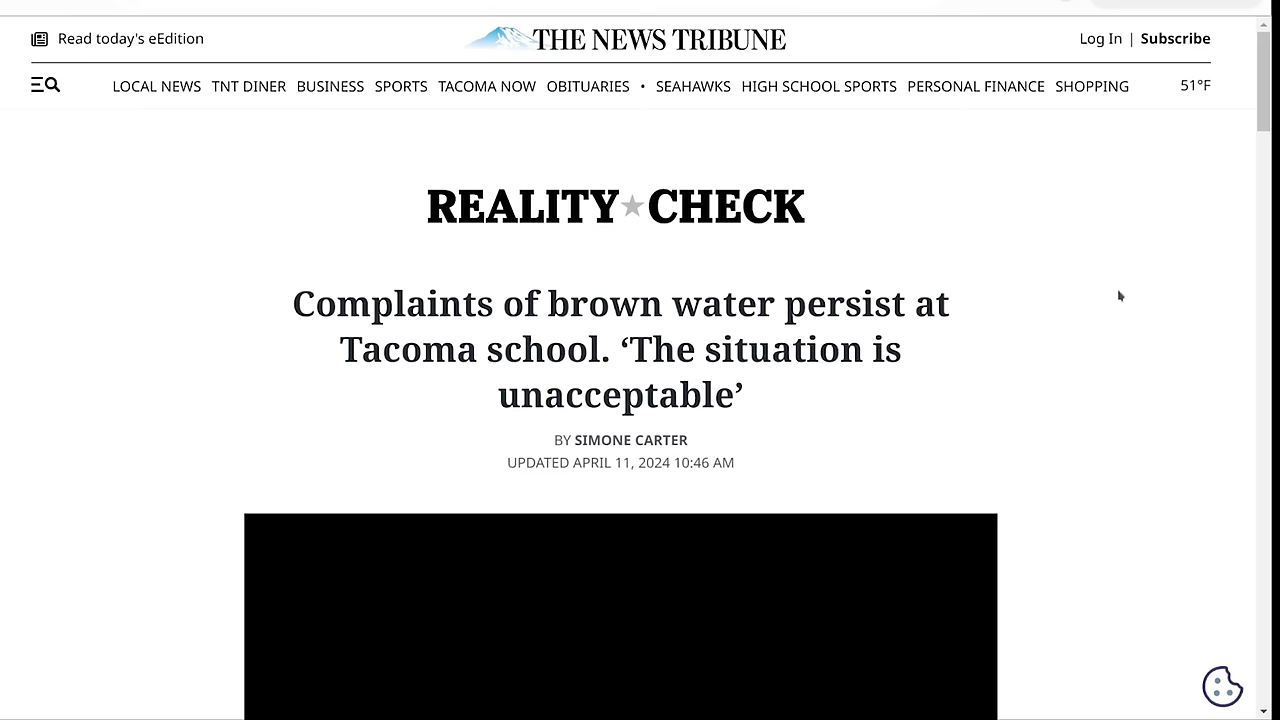 Read today's eEdition
THE NEWS TRIBUNE
Log In | Subscribe
LOCAL NEWS TNT DINER BUSINESS SPORTS TACOMA NOW OBITUARIES • SEAHAWKS HIGH SCHOOL SPORTS PERSONAL FINANCE SHOPPING 51°F
REALITY★CHECK
Complaints of brown water persist at
Tacoma school. ‘The situation is
unacceptable’
BY SIMONE CARTER
UPDATED APRIL 11, 2024 10:46 AM